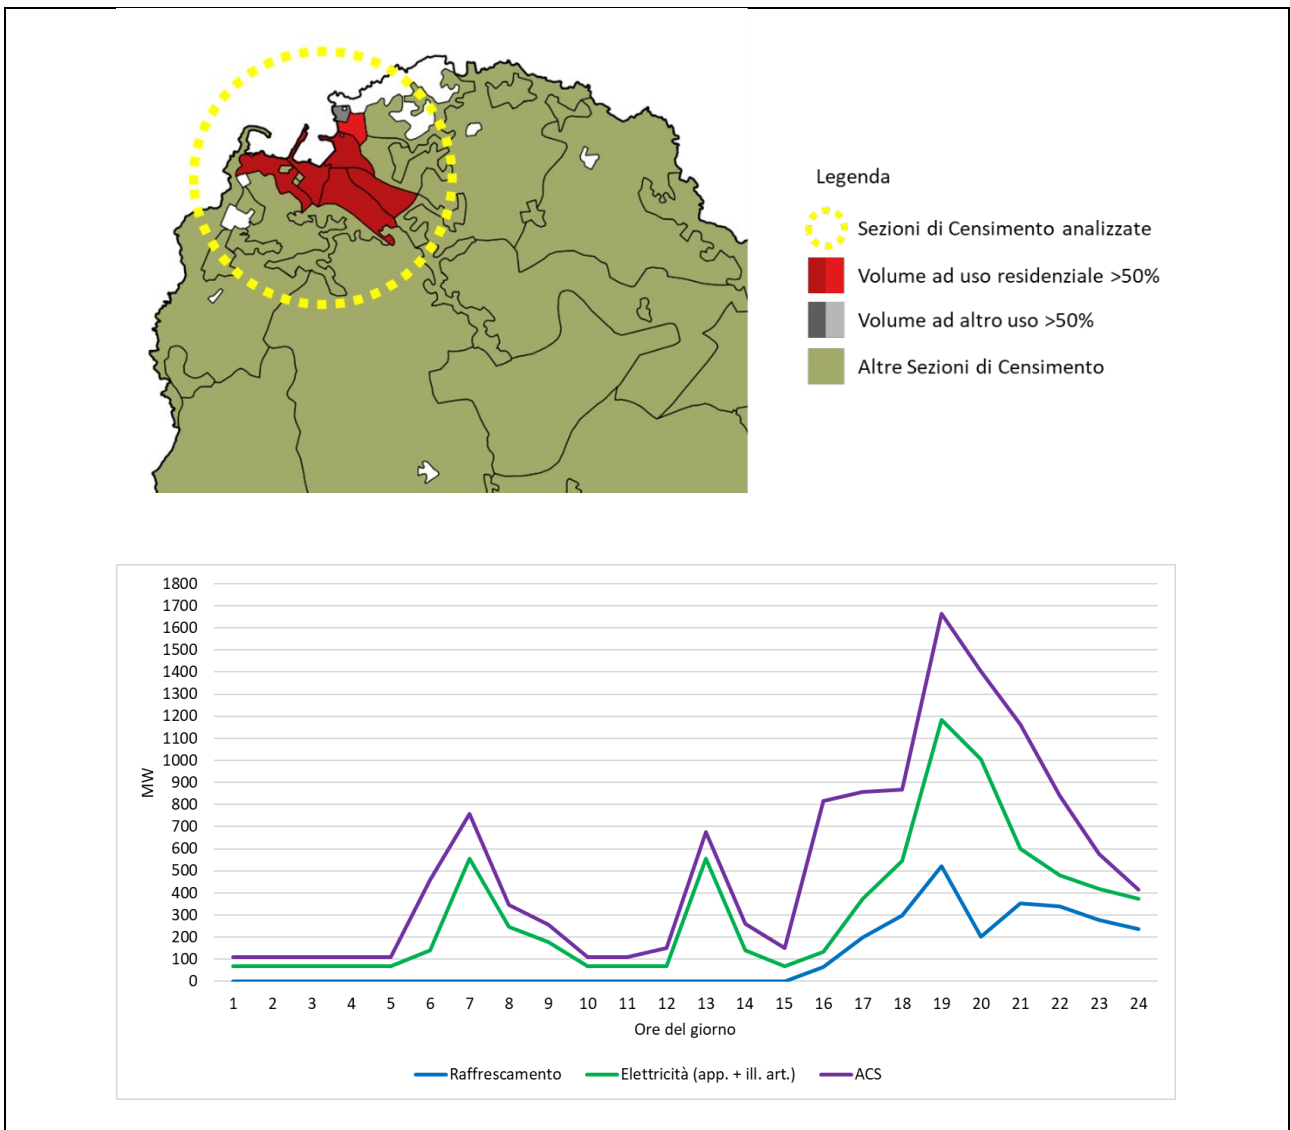 Legenda
Sezioni di Censimento analizzate
Volume ad uso residenziale >50%
Volume ad altro uso >50%
Altre Sezioni di Censimento
1800
1700
1600
1500
1400
1300
1200
1100
1000
900
800
700
600
500
400
300
200
100
0
MW
1 2 3 4 5 6 7 8 9 10 11 12 13 14 15 16 17 18 19 20 21 22 23 24
Ore del giorno
Raffrescamento Elettricità (app. + ill. art.) ACS